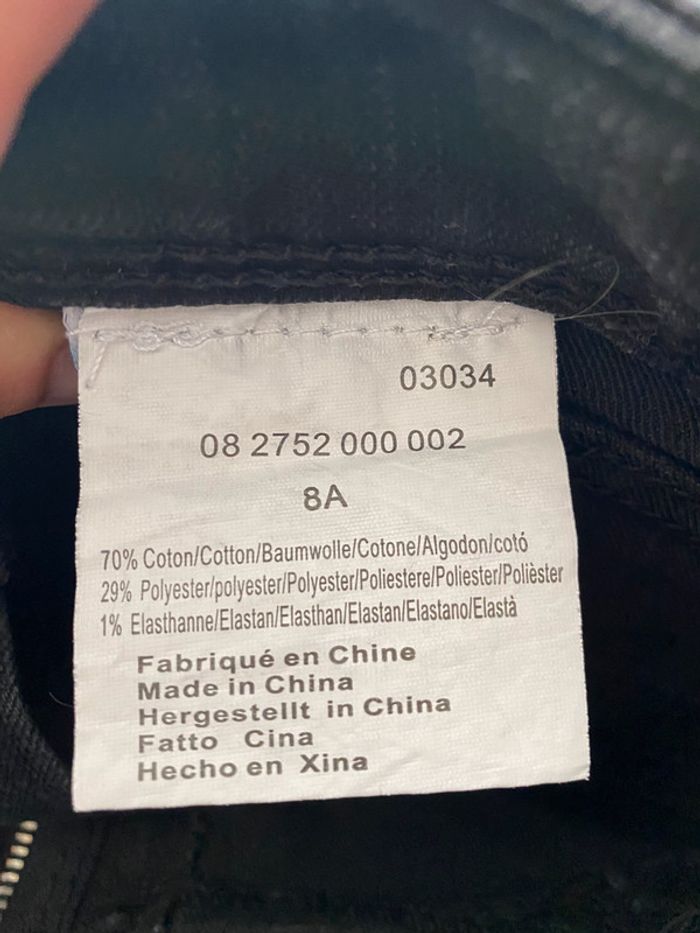 03034
08 2752 000 002
8A
70% Coton/Cotton/Baumwolle/Cotone/Algodon/cotó
29% Polyester/polyester/Polyester/Poliestere/Poliester/Polièster
1% Elasthanne/Elastan/Elasthan/Elastan/Elastano/Elastà
Fabriqué en Chine
Made in China
Hergestellt in China
Fatto Cina
Hecho en Xina